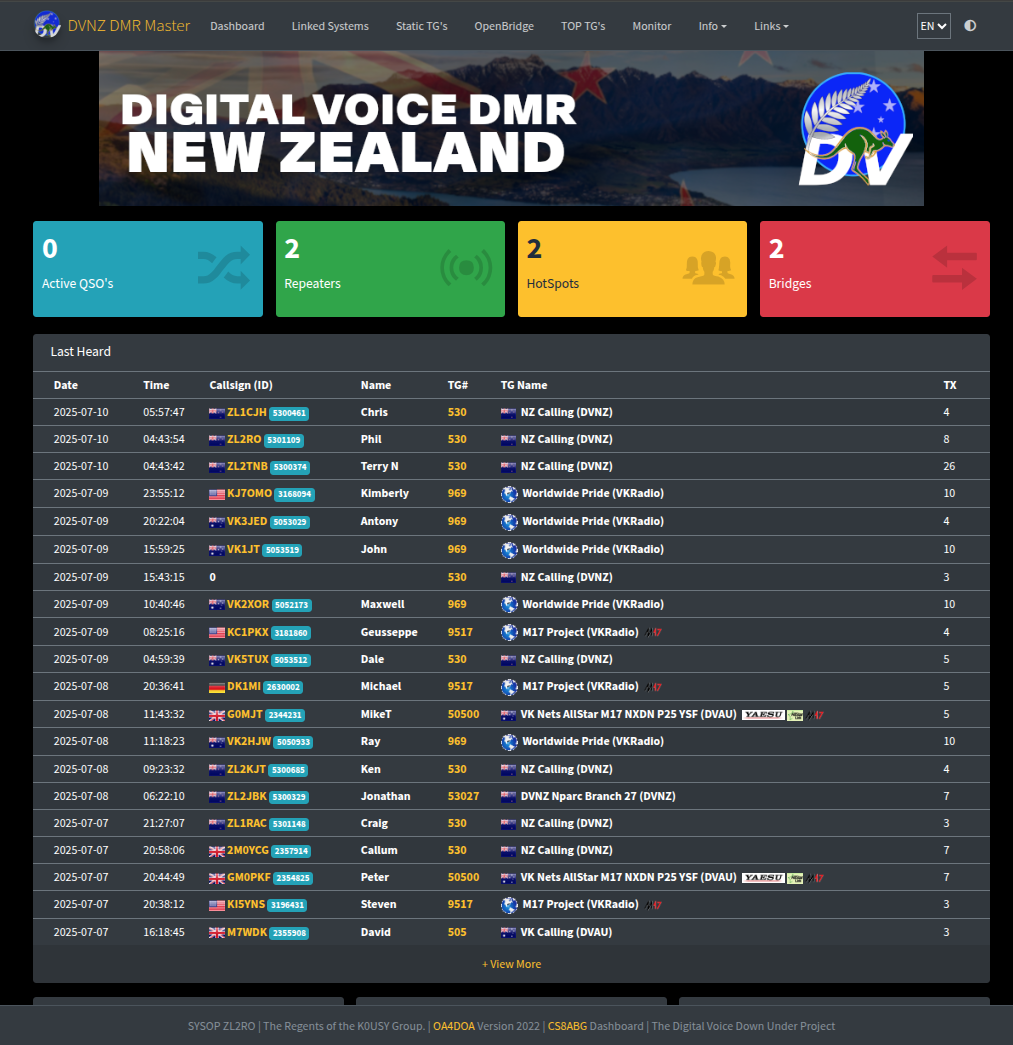 DVNZ DMR Master Dashboard Linked Systems Static TG's OpenBridge TOP TG's Monitor Info Links EN
DIGITAL VOICE DMR
NEW ZEALAND
DV
0 2 2 2
Active QSO's Repeaters HotSpots Bridges
Last Heard
Date Time Callsign (ID) Name TG# TG Name TX
2025-07-10 05:57:47 ZL1CJH 5300461 Chris 530 NZ Calling (DVNZ) 4
2025-07-10 04:43:54 ZL2RO 5301109 Phil 530 NZ Calling (DVNZ) 8
2025-07-10 04:43:42 ZL2TNB 5300374 Terry N 530 NZ Calling (DVNZ) 26
2025-07-09 23:55:12 KJ7OMO 3168094 Kimberly 969 Worldwide Pride (VKRadio) 10
2025-07-09 20:22:04 VK3JED 5053029 Antony 969 Worldwide Pride (VKRadio) 4
2025-07-09 15:59:25 VK1JT 5053519 John 969 Worldwide Pride (VKRadio) 10
2025-07-09 15:43:15 0 530 NZ Calling (DVNZ) 3
2025-07-09 10:40:46 VK2XOR 5052173 Maxwell 969 Worldwide Pride (VKRadio) 10
2025-07-09 08:25:16 KC1PKX 3181860 Geusseppe 9517 M17 Project (VKRadio) M17 4
2025-07-09 04:59:39 VK5TUX 5053512 Dale 530 NZ Calling (DVNZ) 5
2025-07-08 20:36:41 DK1MI 2630002 Michael 9517 M17 Project (VKRadio) M17 5
2025-07-08 11:43:32 G0MJT 2344231 MikeT 50500 VK Nets AllStar M17 NXDN P25 YSF (DVAU) YAESU M17 5
2025-07-08 11:18:23 VK2HJW 5050933 Ray 969 Worldwide Pride (VKRadio) 10
2025-07-08 09:23:32 ZL2KJT 5300685 Ken 530 NZ Calling (DVNZ) 4
2025-07-08 06:22:10 ZL2JBK 5300329 Jonathan 53027 DVNZ Nparc Branch 27 (DVNZ) 7
2025-07-07 21:27:07 ZL1RAC 5301148 Craig 530 NZ Calling (DVNZ) 3
2025-07-07 20:58:06 2M0YCG 2357914 Callum 530 NZ Calling (DVNZ) 7
2025-07-07 20:44:49 GM0PKF 2354825 Peter 50500 VK Nets AllStar M17 NXDN P25 YSF (DVAU) YAESU M17 7
2025-07-07 20:38:12 KI5YNS 3196431 Steven 9517 M17 Project (VKRadio) M17 3
2025-07-07 16:18:45 M7WDK 2355908 David 505 VK Calling (DVAU) 3
+ View More
SYSOP ZL2RO | The Regents of the K0USY Group. | OA4DOA Version 2022 | CS8ABG Dashboard | The Digital Voice Down Under Project